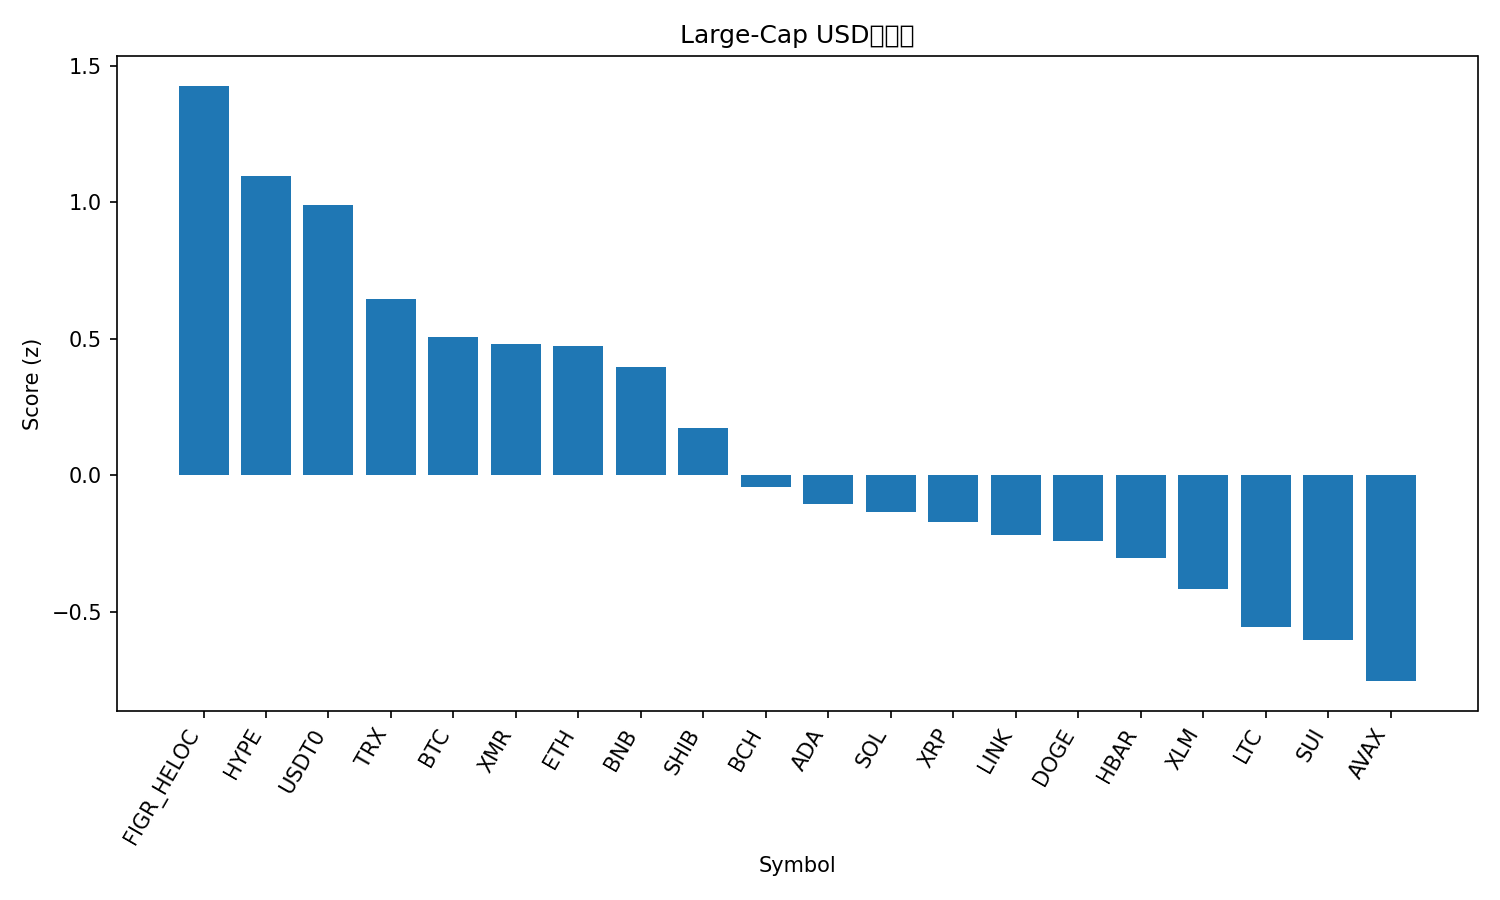 Large-Cap USD
Score (z)
1.5
1.0
0.5
0.0
−0.5
FIGR_HELOC
HYPE
USDT0
TRX
BTC
XMR
ETH
BNB
SHIB
BCH
ADA
SOL
XRP
LINK
DOGE
HBAR
XLM
LTC
SUI
AVAX
Symbol